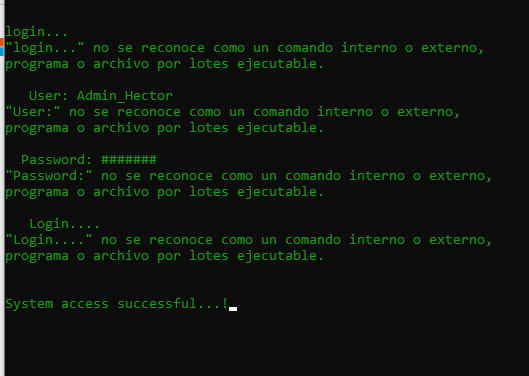 login...
"login..." no se reconoce como un comando interno o externo,
programa o archivo por lotes ejecutable.
User: Admin_Hector
"User:" no se reconoce como un comando interno o externo,
programa o archivo por lotes ejecutable.
Password: #######
"Password:" no se reconoce como un comando interno o externo,
programa o archivo por lotes ejecutable.
Login....
"Login...." no se reconoce como un comando interno o externo,
programa o archivo por lotes ejecutable.
System access successful...!